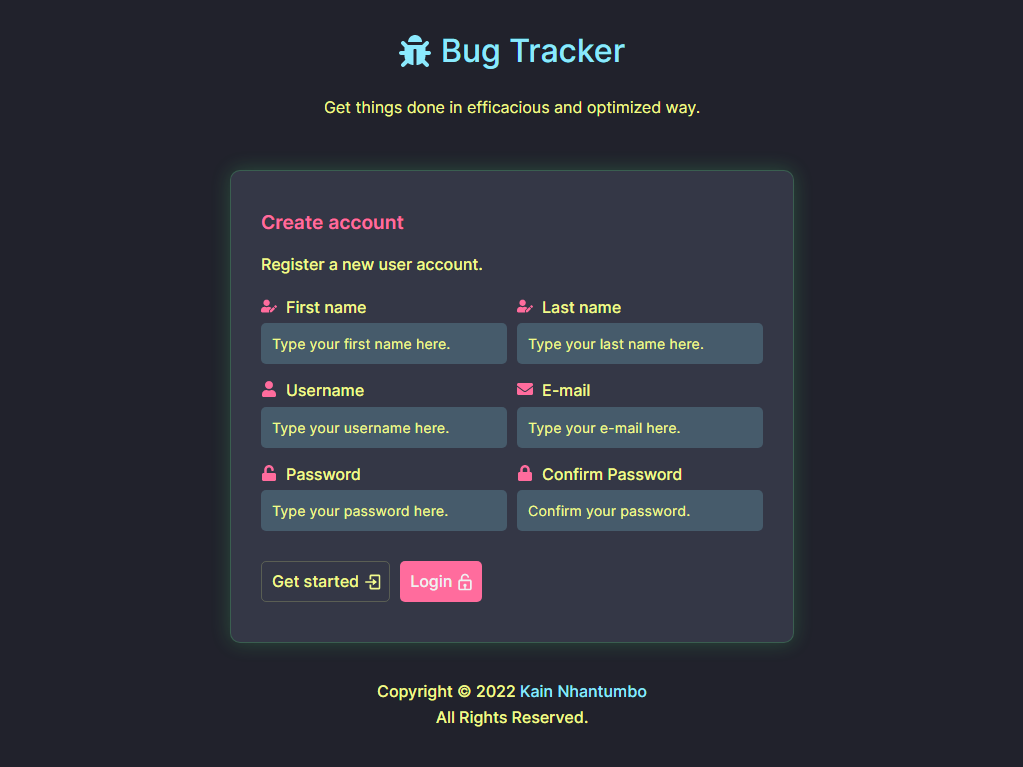 Bug Tracker
Get things done in efficacious and optimized way.
Create account
Register a new user account.
First name
Last name
Type your first name here.
Type your last name here.
Username
E-mail
Type your username here.
Type your e-mail here.
Password
Confirm Password
Type your password here.
Confirm your password.
Get started
Login
Copyright © 2022 Kain Nhantumbo
All Rights Reserved.